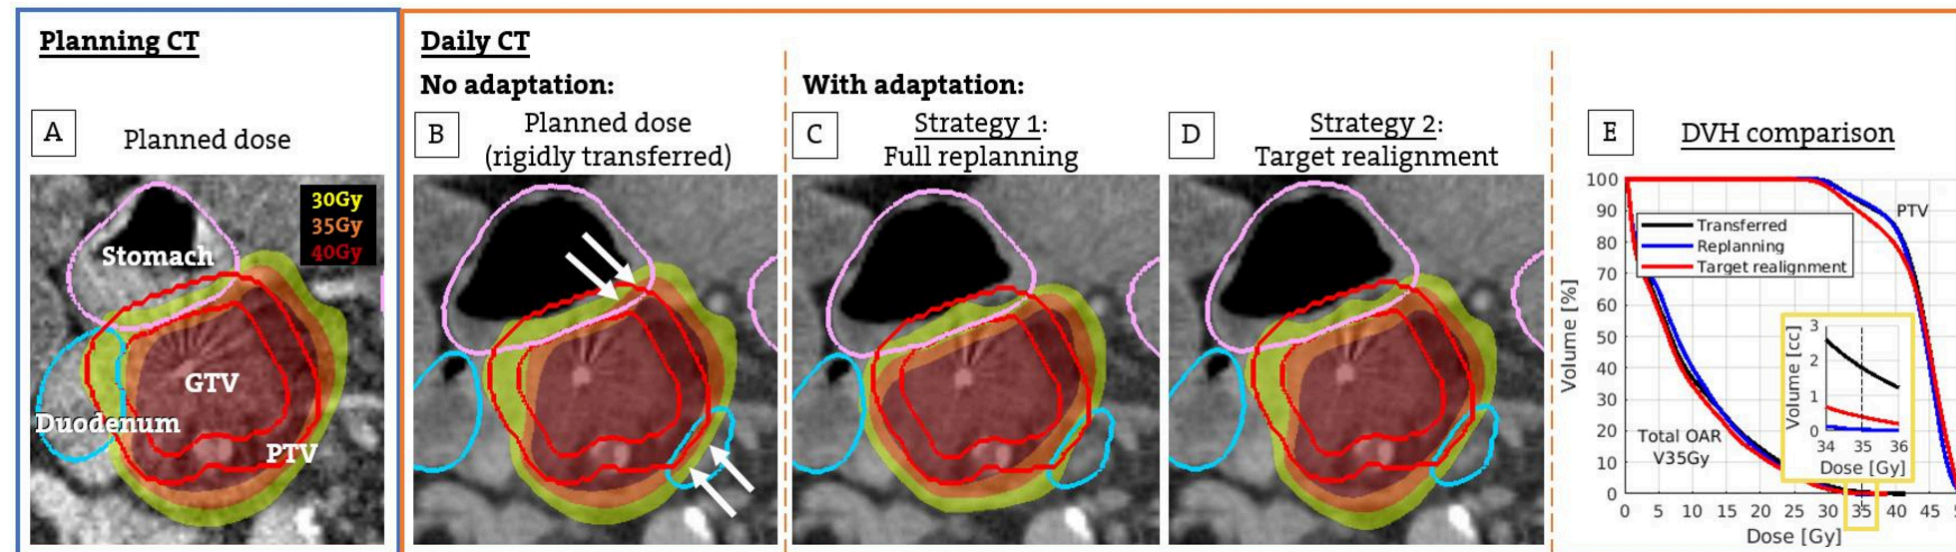 Planning CT
Daily CT
No adaptation:
With adaptation:
A
Planned dose
B
Planned dose
(rigidly transferred)
C
Strategy 1:
Full replanning
D
Strategy 2:
Target realignment
E
DVH comparison
30Gy
35Gy
40Gy
Stomach
GTV
Duodenum
PTV
100
90
80
70
60
50
40
30
20
10
0
Volume [%]
PTV
Transferred
Replanning
Target realignment
Total OAR
V35Gy
3
2
1
0
Volume [cc]
34 35 36
Dose [Gy]
0 5 10 15 20 25 30 35 40 45
Dose [Gy]